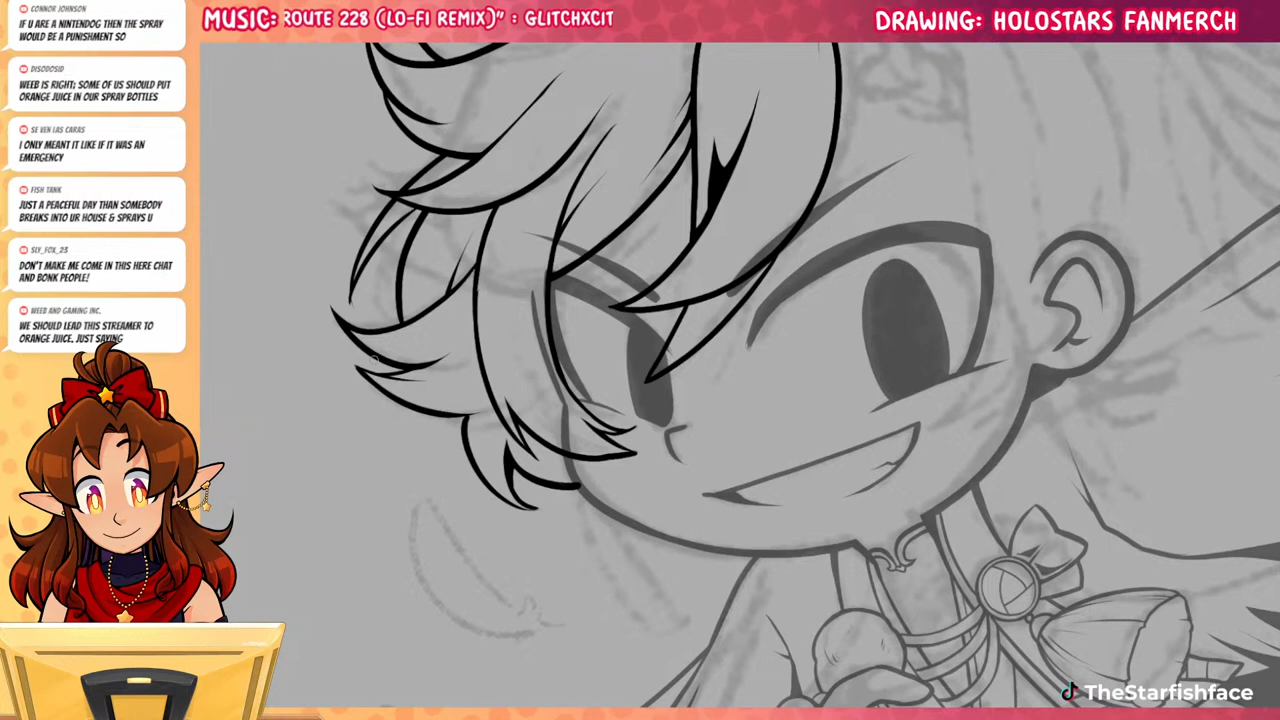 MUSIC: ROUTE 228 (LO-FI REMIX)" : GLITCHXCIT
DRAWING: HOLOSTARS FANMERCH
CONNOR JOHNSON
IF U ARE A NINTENDOG THEN THE SPRAY
WOULD BE A PUNISHMENT SO
DISODOSID
WEEB IS RIGHT; SOME OF US SHOULD PUT
ORANGE JUICE IN OUR SPRAY BOTTLES
SE VEN LAS CARAS
I ONLY MEANT IT LIKE IF IT WAS AN
EMERGENCY
FISH TANK
JUST A PEACEFUL DAY THAN SOMEBODY
BREAKS INTO UR HOUSE & SPRAYS U
SLY_FOX_23
DON'T MAKE ME COME IN THIS HERE CHAT
AND BONK PEOPLE!
WEEB AND GAMING INC.
WE SHOULD LEAD THIS STREAMER TO
ORANGE JUICE, JUST SAYING
TheStarfishface